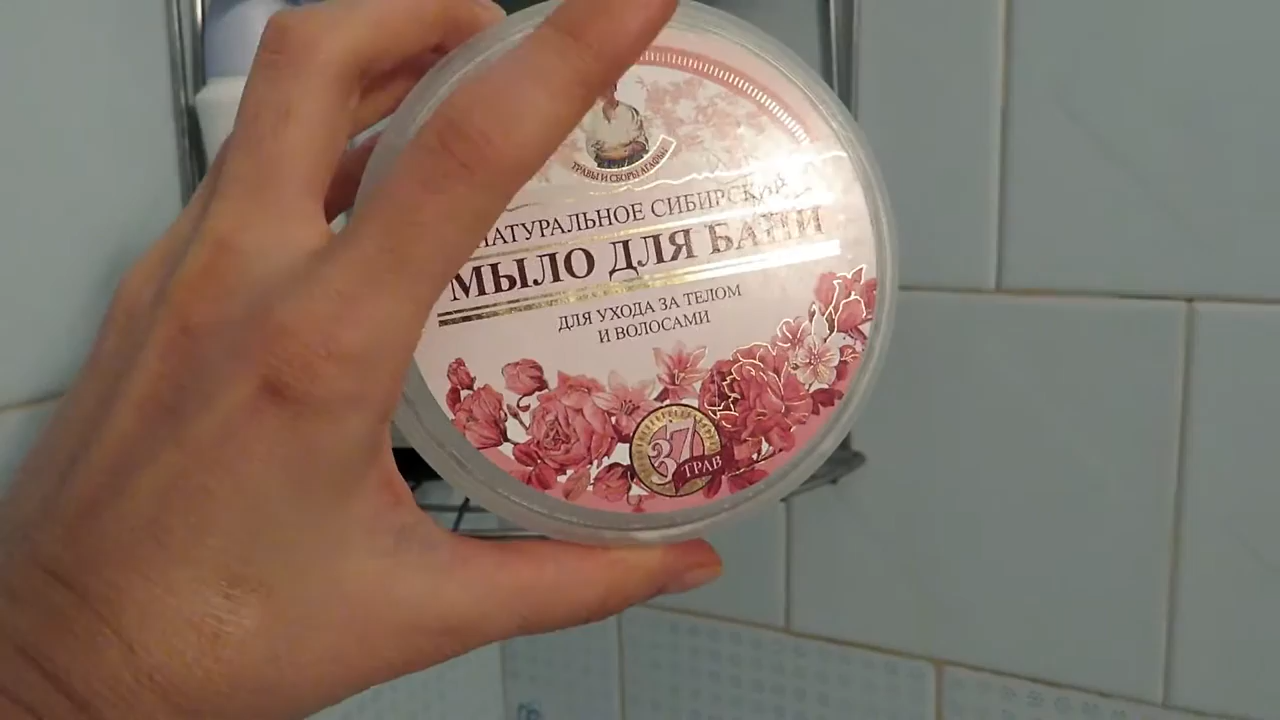 ТРАВЫ И СБОРЫ АГАФЬИ
НАТУРАЛЬНОЕ СИБИРСКОЕ
МЫЛО ДЛЯ БАНИ
ДЛЯ УХОДА ЗА ТЕЛОМ
И ВОЛОСАМИ
37
ТРАВ